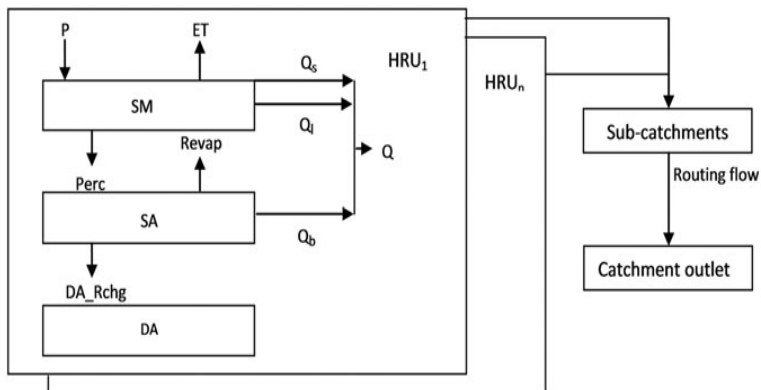 P
ET
Qs
HRU1
SM
Ql
HRUn
Sub-catchments
Revap
Q
Perc
Routing flow
SA
Qb
Catchment outlet
DA_Rchg
DA